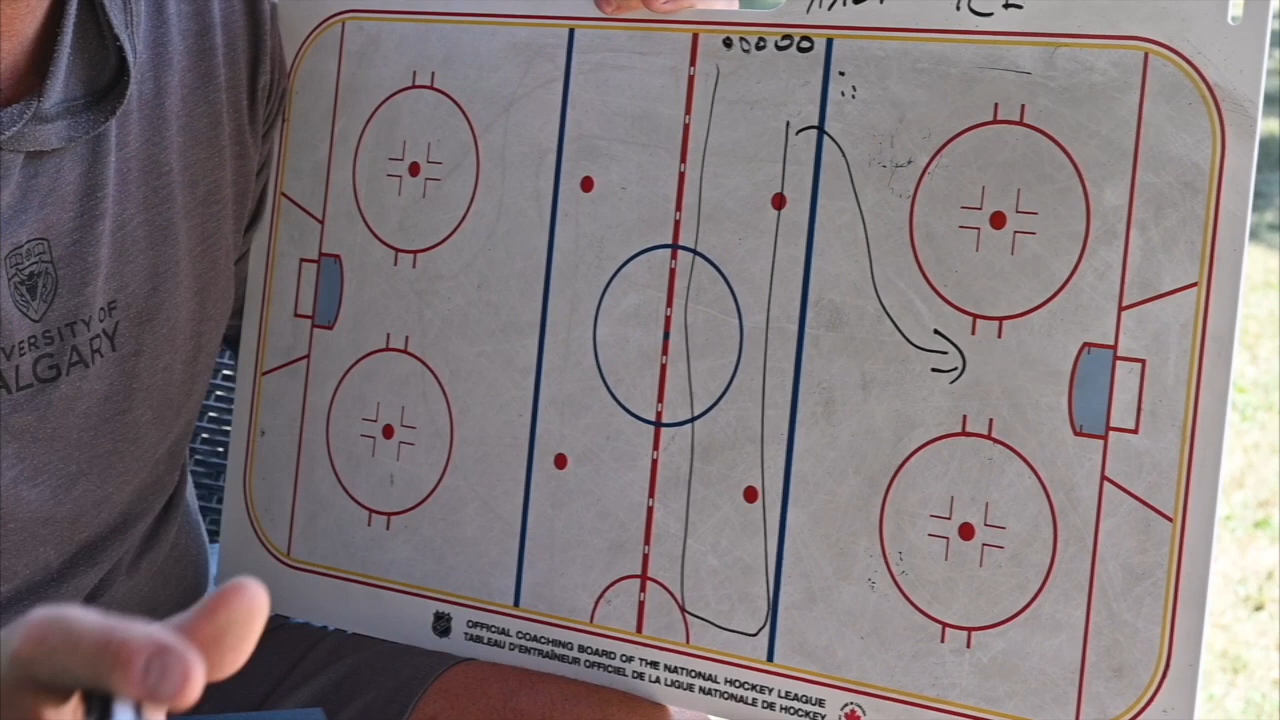 VERSITY OF
ALGARY
OFFICIAL COACHING BOARD OF THE NATIONAL HOCKEY LEAGUE
TABLEAU D'ENTRAÎNEUR OFFICIEL DE LA LIGUE NATIONALE DE HOCKEY